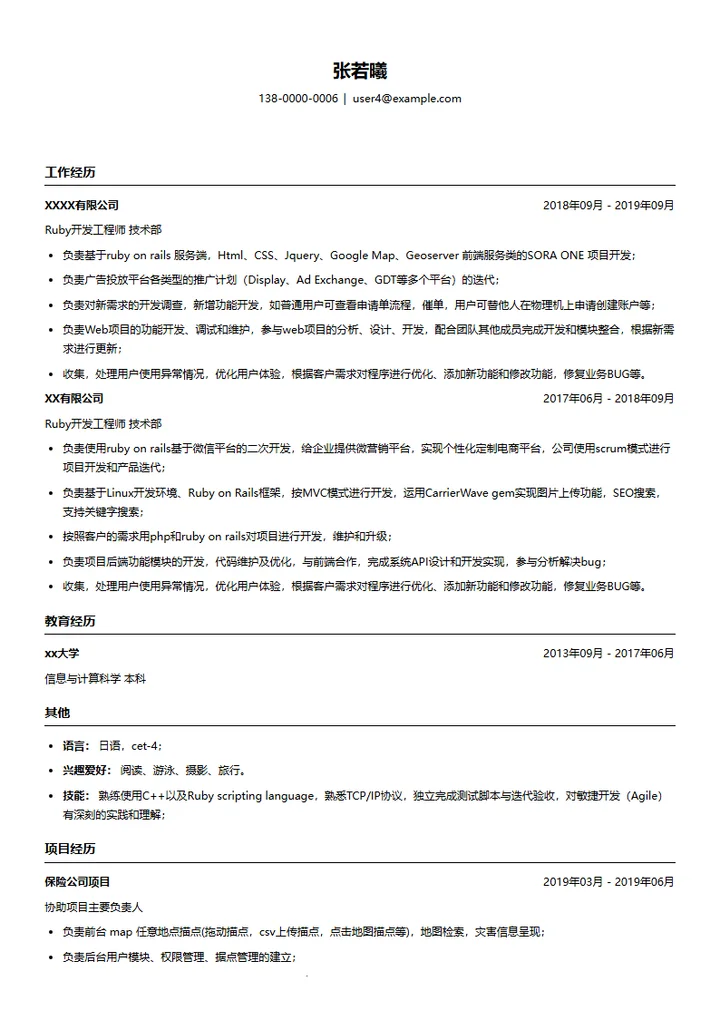 张若曦
138-0000-0006 | user4@example.com
工作经历
XXXX有限公司 2018年09月 - 2019年09月
Ruby开发工程师 技术部
• 负责基于ruby on rails 服务端，Html、CSS、Jquery、Google Map、Geoserver 前端服务类的SORA ONE 项目开发；
• 负责广告投放平台各类型的推广计划（Display、Ad Exchange、GDT等多个平台）的迭代；
• 负责对新需求的开发调查，新增功能开发，如普通用户可查看申请单流程，催单，用户可替他人在物理机上申请创建账户等；
• 负责Web项目的功能开发、调试和维护，参与web项目的分析、设计、开发，配合团队其他成员完成开发和模块整合，根据新需
求进行更新；
• 收集，处理用户使用异常情况，优化用户体验，根据客户需求对程序进行优化、添加新功能和修改功能，修复业务BUG等。
XX有限公司 2017年06月 - 2018年09月
Ruby开发工程师 技术部
• 负责使用ruby on rails基于微信平台的二次开发，给企业提供微营销平台，实现个性化定制电商平台，公司使用scrum模式进行
项目开发和产品迭代；
• 负责基于Linux开发环境、Ruby on Rails框架，按MVC模式进行开发，运用CarrierWave gem实现图片上传功能，SEO搜索，
支持关键字搜索；
• 按照客户的需求用php和ruby on rails对项目进行开发，维护和升级；
• 负责项目后端功能模块的开发，代码维护及优化，与前端合作，完成系统API设计和开发实现，参与分析解决bug；
• 收集，处理用户使用异常情况，优化用户体验，根据客户需求对程序进行优化、添加新功能和修改功能，修复业务BUG等。
教育经历
xx大学 2013年09月 - 2017年06月
信息与计算科学 本科
其他
• 语言： 日语，cet-4；
• 兴趣爱好： 阅读、游泳、摄影、旅行。
• 技能： 熟练使用C++以及Ruby scripting language，熟悉TCP/IP协议，独立完成测试脚本与迭代验收，对敏捷开发（Agile）
有深刻的实践和理解；
项目经历
保险公司项目 2019年03月 - 2019年06月
协助项目主要负责人
• 负责前台 map 任意地点描点(拖动描点，csv上传描点，点击地图描点等)，地图检索，灾害信息呈现；
• 负责后台用户模块、权限管理、据点管理的建立；